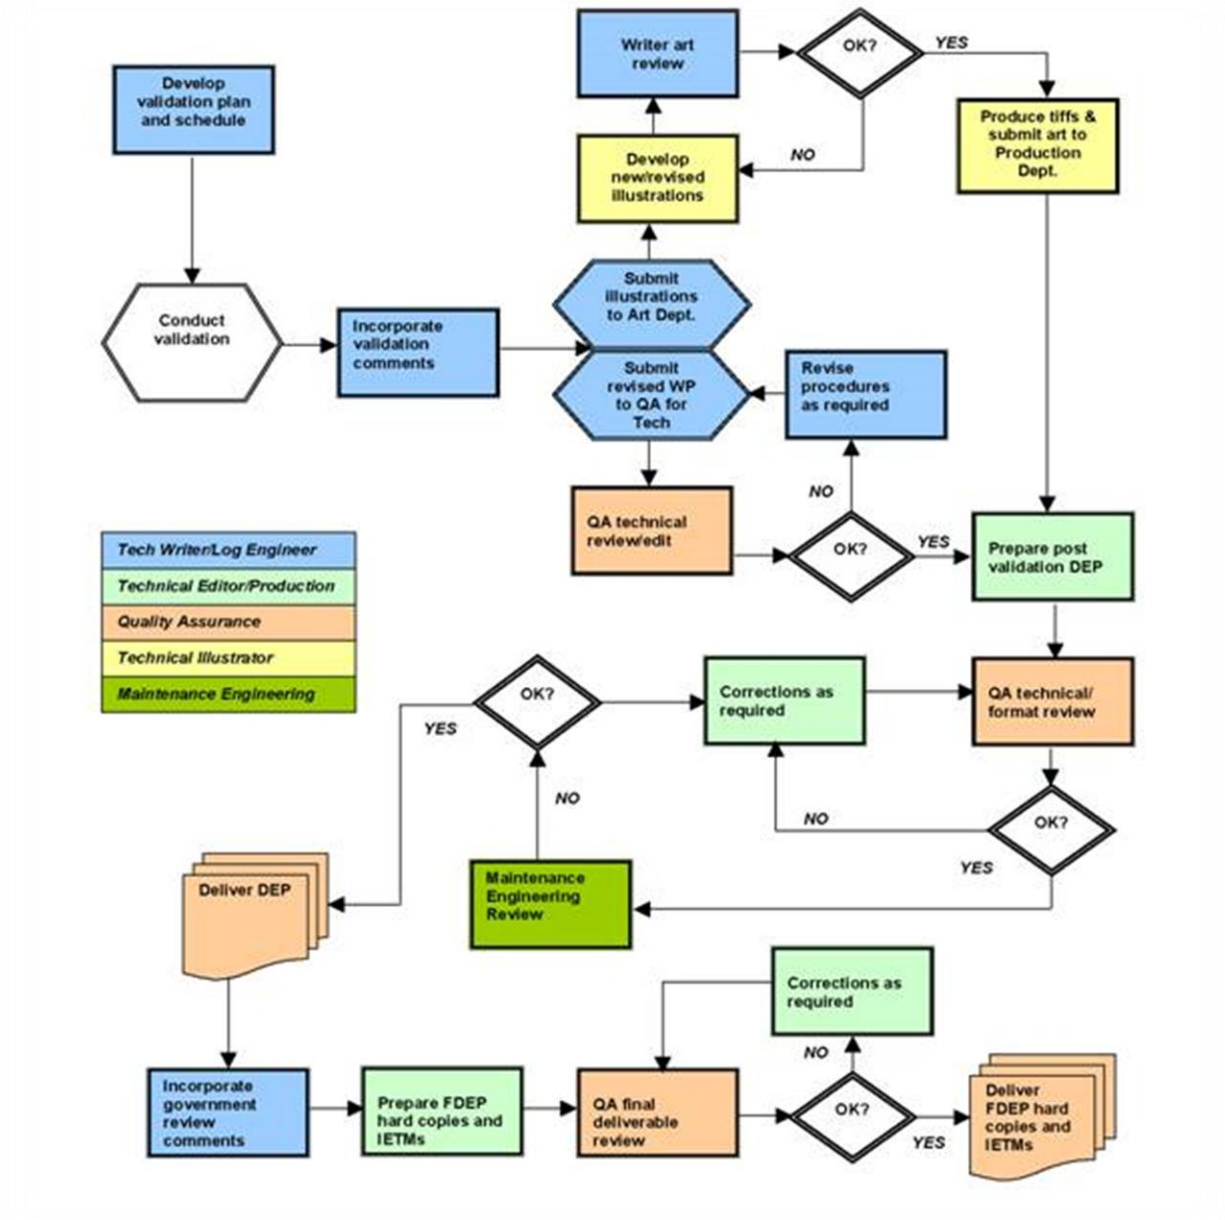 Writer art
review
OK?
YES
Develop
validation plan
and schedule
Produce tiffs &
submit art to
Production
Dept.
Develop
new/revised
illustrations
NO
Submit
illustrations
to Art Dept.
Conduct
validation
Incorporate
validation
comments
Submit
revised WP
to QA for
Tech
Revise
procedures
as required
NO
QA technical
review/edit
OK?
YES
Prepare post
validation DEP
Tech Writer/Log Engineer
Technical Editor/Production
Quality Assurance
Technical Illustrator
Maintenance Engineering
OK?
YES
Corrections as
required
QA technical/
format review
NO
NO
OK?
YES
Maintenance
Engineering
Review
Deliver DEP
Corrections as
required
NO
Incorporate
government
review
comments
Prepare FDEP
hard copies and
IETMs
QA final
deliverable
review
OK?
YES
Deliver
FDEP hard
copies and
IETMs